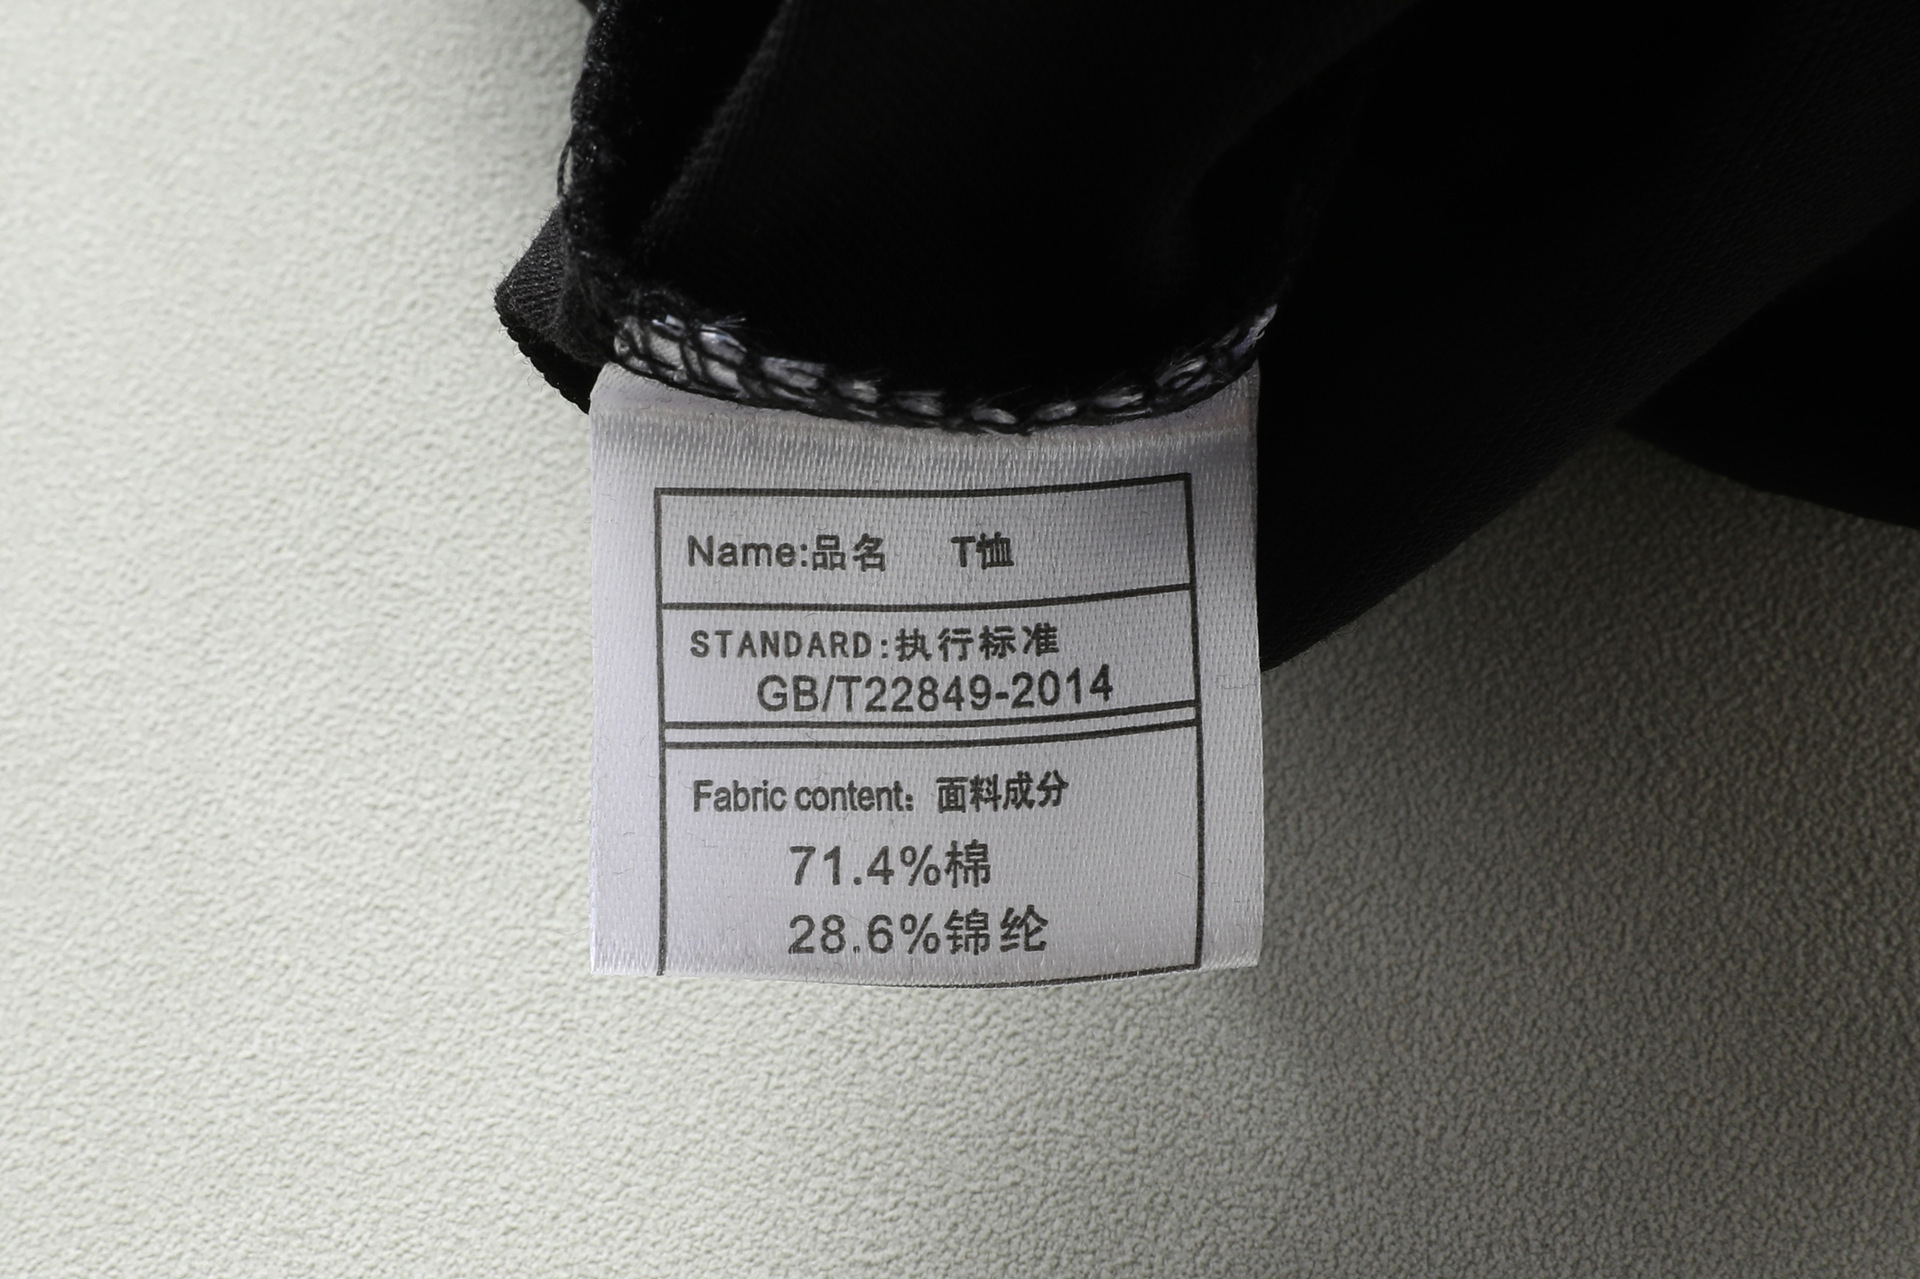 Name:品名 T恤
STANDARD:执行标准
GB/T22849-2014
Fabric content: 面料成分
71.4%棉
28.6%锦纶